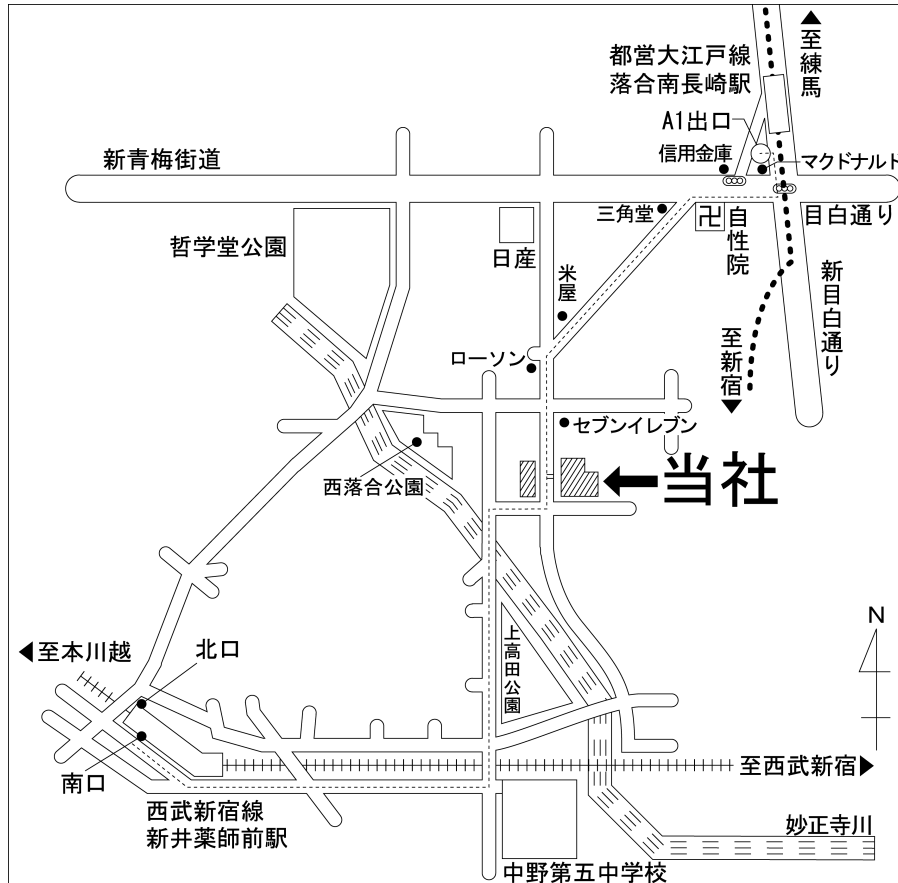 至練馬
都営大江戸線
落合南長崎駅
A1出口
信用金庫
マクドナルド
新青梅街道
三角堂
卍
自性院
目白通り
哲学堂公園
日産
米屋
新目白通り
ローソン
至新宿
セブンイレブン
当社
西落合公園
上高田公園
N
北口
至本川越
南口
至西武新宿
西武新宿線
新井薬師前駅
妙正寺川
中野第五中学校